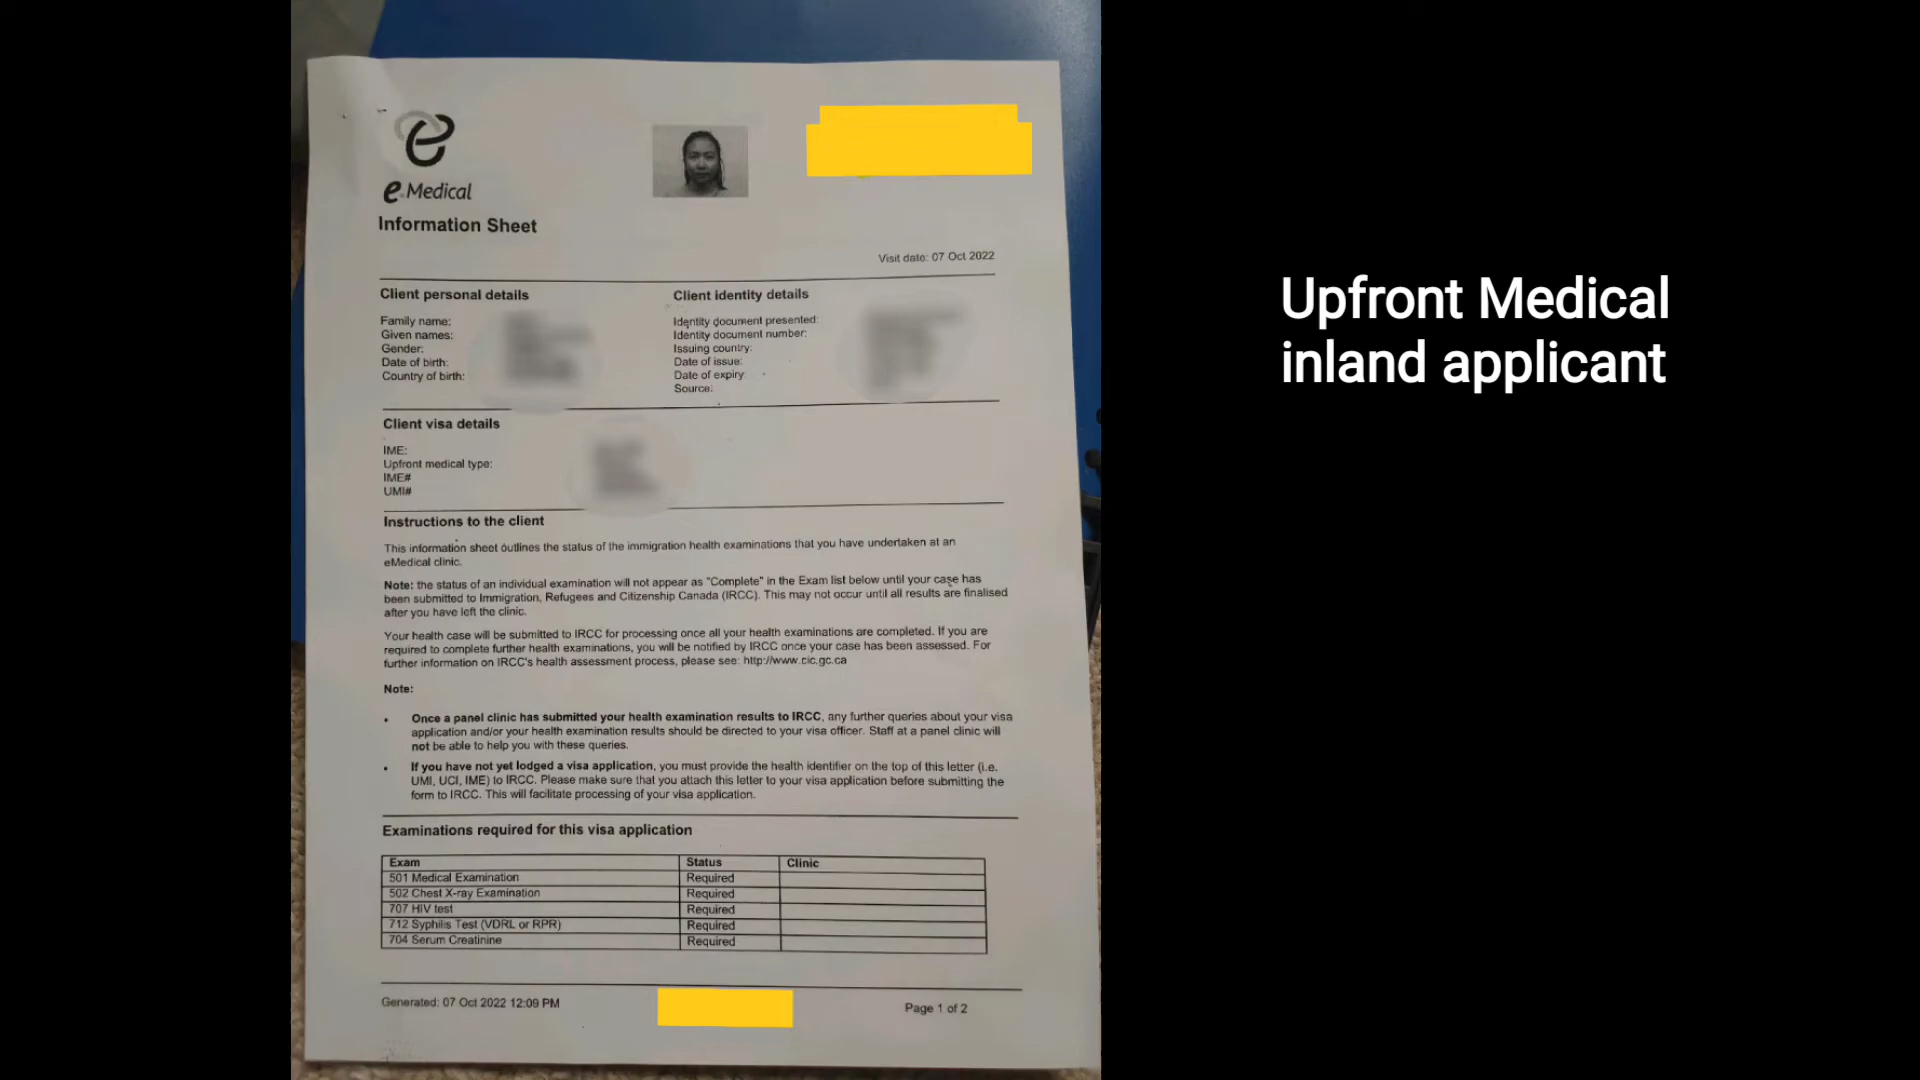 e Medical
Information Sheet
Visit date: 07 Oct 2022
Client personal details
Family name:
Given names:
Gender:
Date of birth:
Country of birth:
Client identity details
Identity document presented:
Identity document number:
Issuing country:
Date of issue:
Date of expiry
Source:
Client visa details
IME:
Upfront medical type:
IME#
UMI#
Instructions to the client
This information sheet outlines the status of the immigration health examinations that you have undertaken at an
eMedical clinic.
Note: the status of an individual examination will not appear as "Complete" in the Exam list below until your case has
been submitted to Immigration, Refugees and Citizenship Canada (IRCC). This may not occur until all results are finalised
after you have left the clinic.
Your health case will be submitted to IRCC for processing once all your health examinations are completed. If you are
required to complete further health examinations, you will be notified by IRCC once your case has been assessed. For
further information on IRCC's health assessment process, please see: http://www.cic.gc.ca
Note:
• Once a panel clinic has submitted your health examination results to IRCC, any further queries about your visa
application and/or your health examination results should be directed to your visa officer. Staff at a panel clinic will
not be able to help you with these queries.
• If you have not yet lodged a visa application, you must provide the health identifier on the top of this letter (i.e.
UMI, UCI, IME) to IRCC. Please make sure that you attach this letter to your visa application before submitting the
form to IRCC. This will facilitate processing of your visa application.
Examinations required for this visa application
Exam Status Clinic
501 Medical Examination Required
502 Chest X-ray Examination Required
707 HIV test Required
712 Syphilis Test (VDRL or RPR) Required
704 Serum Creatinine Required
Generated: 07 Oct 2022 12:09 PM
Page 1 of 2
Upfront Medical
inland applicant